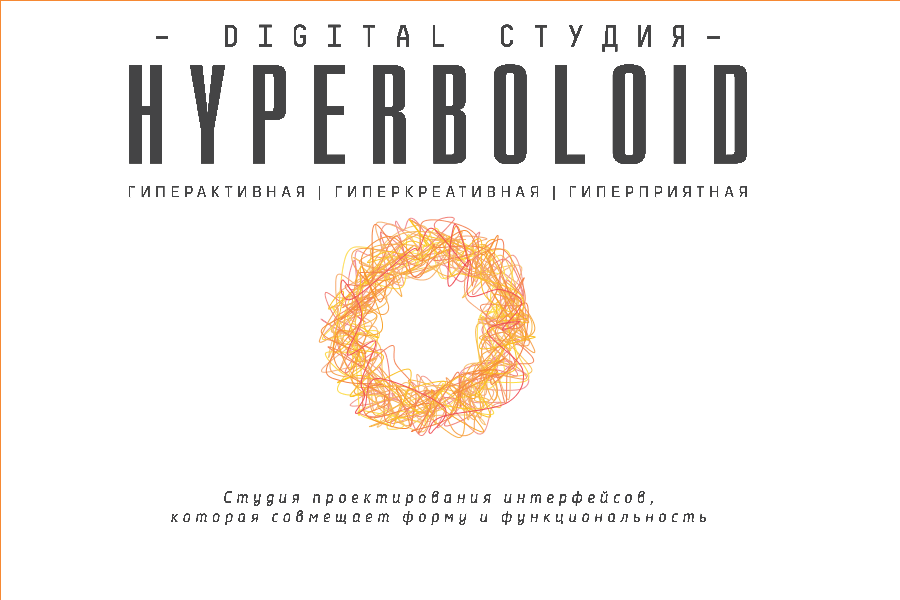 – DIGITAL СТУДИЯ –
HYPERBOLOID
ГИПЕРАКТИВНАЯ | ГИПЕРКРЕАТИВНАЯ | ГИПЕРПРИЯТНАЯ
Студия проектирования интерфейсов,
которая совмещает форму и функциональность